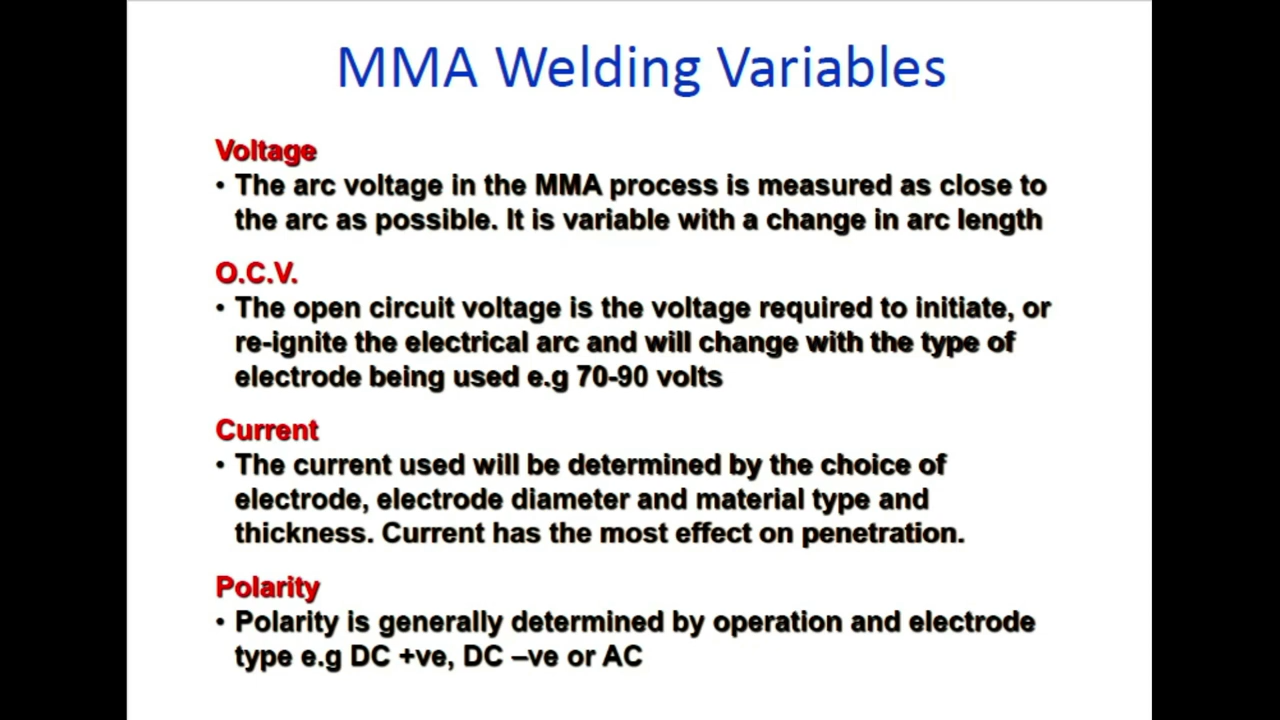 MMA Welding Variables
Voltage
• The arc voltage in the MMA process is measured as close to
the arc as possible. It is variable with a change in arc length
O.C.V.
• The open circuit voltage is the voltage required to initiate, or
re-ignite the electrical arc and will change with the type of
electrode being used e.g 70-90 volts
Current
• The current used will be determined by the choice of
electrode, electrode diameter and material type and
thickness. Current has the most effect on penetration.
Polarity
• Polarity is generally determined by operation and electrode
type e.g DC +ve, DC –ve or AC